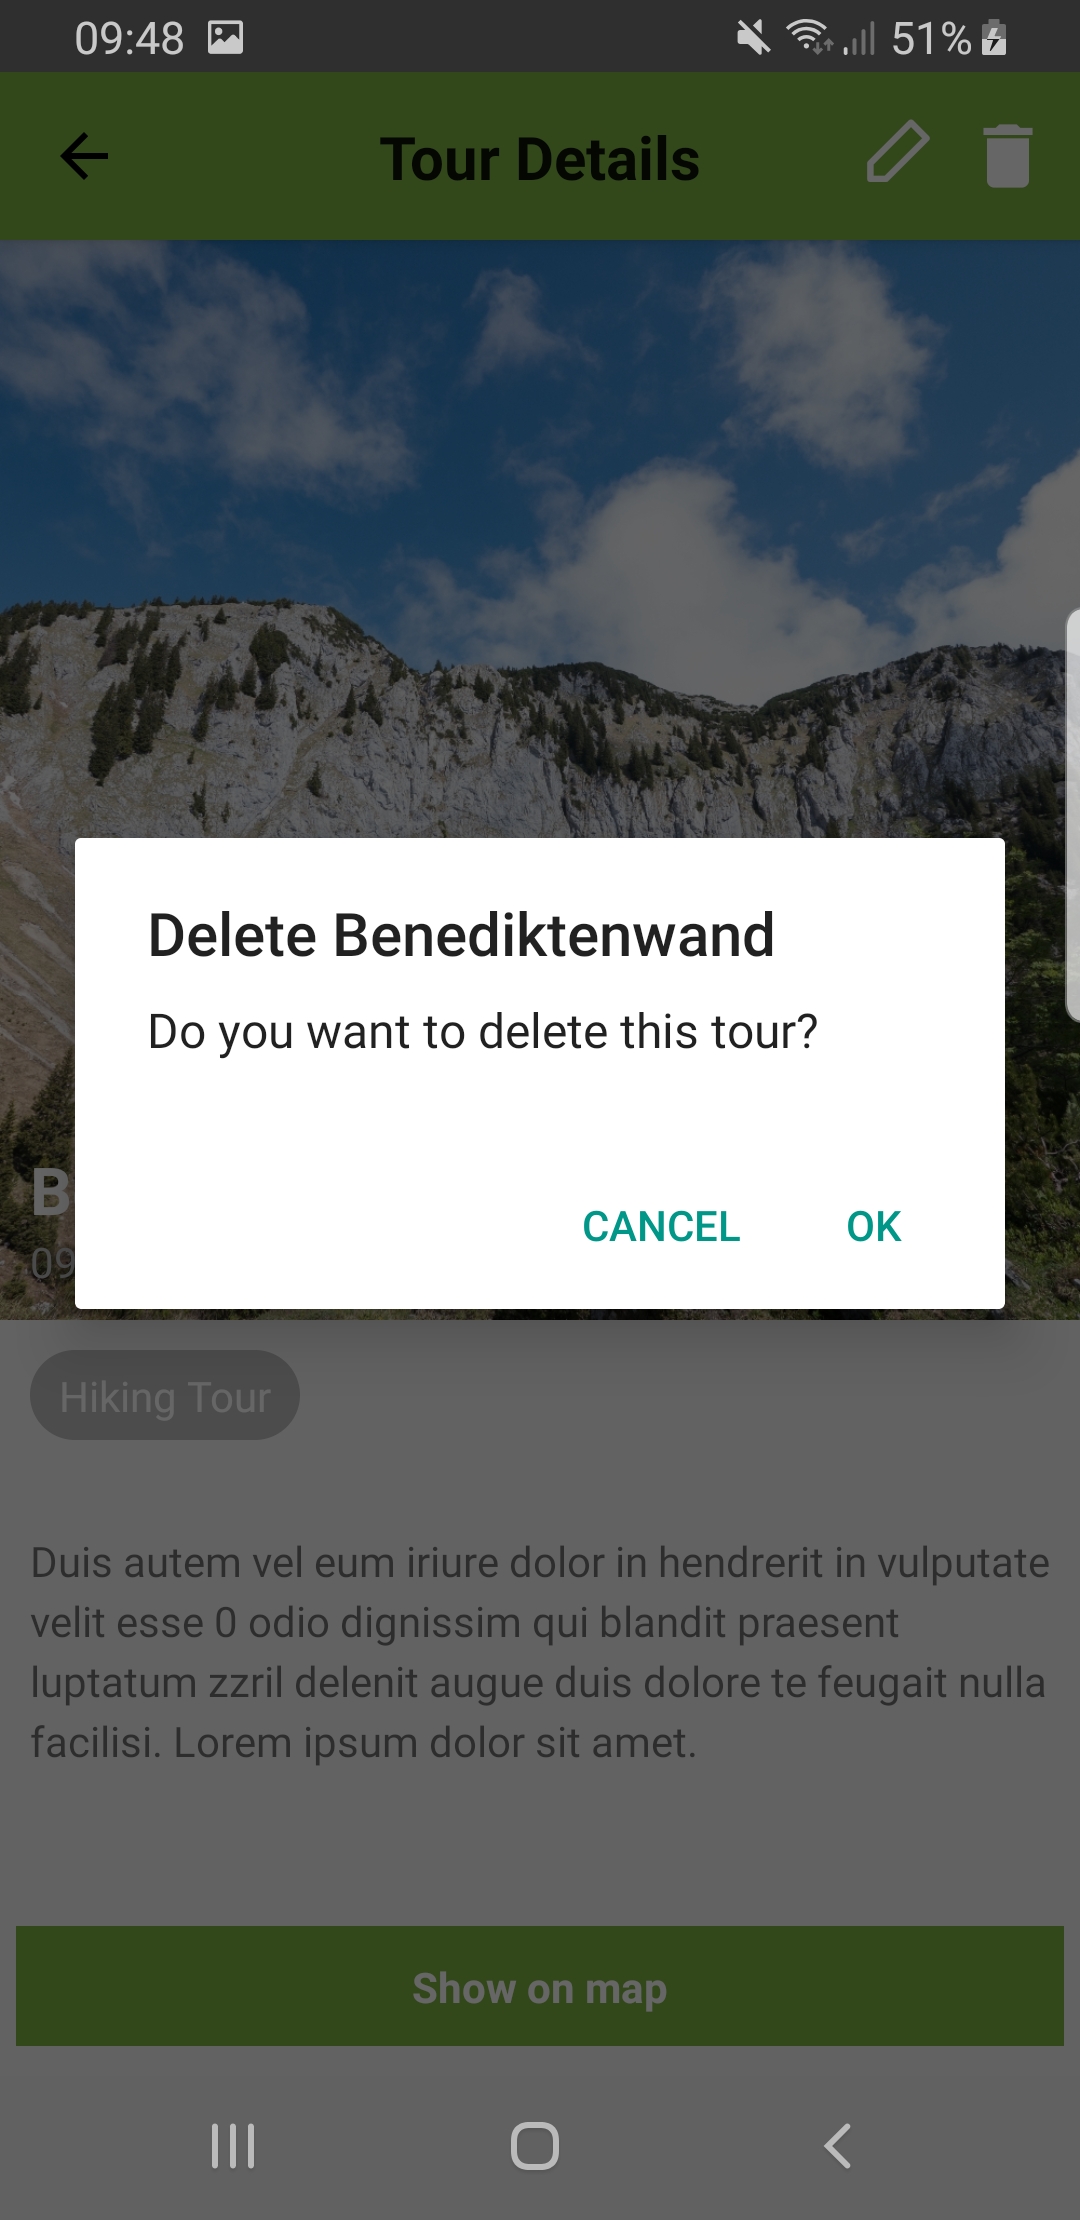 09:48
51%
Tour Details
Delete Benediktenwand
Do you want to delete this tour?
CANCEL OK
B
09
Hiking Tour
Duis autem vel eum iriure dolor in hendrerit in vulputate
velit esse 0 odio dignissim qui blandit praesent
luptatum zzril delenit augue duis dolore te feugait nulla
facilisi. Lorem ipsum dolor sit amet.
Show on map